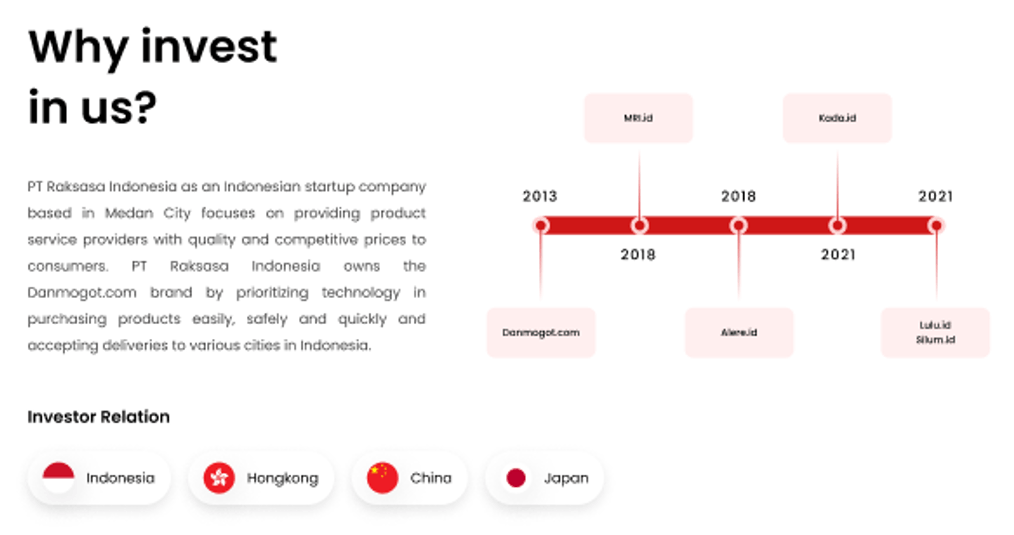 Why invest
in us?
PT Raksasa Indonesia as an Indonesian startup company
based in Medan City focuses on providing product
service providers with quality and competitive prices to
consumers. PT Raksasa Indonesia owns the
Danmogot.com brand by prioritizing technology in
purchasing products easily, safely and quickly and
accepting deliveries to various cities in Indonesia.
MRI.id
Kada.id
2013
2018
2021
2018
2021
Danmogot.com
Alere.id
Lulu.id
Silum.id
Investor Relation
Indonesia
Hongkong
China
Japan